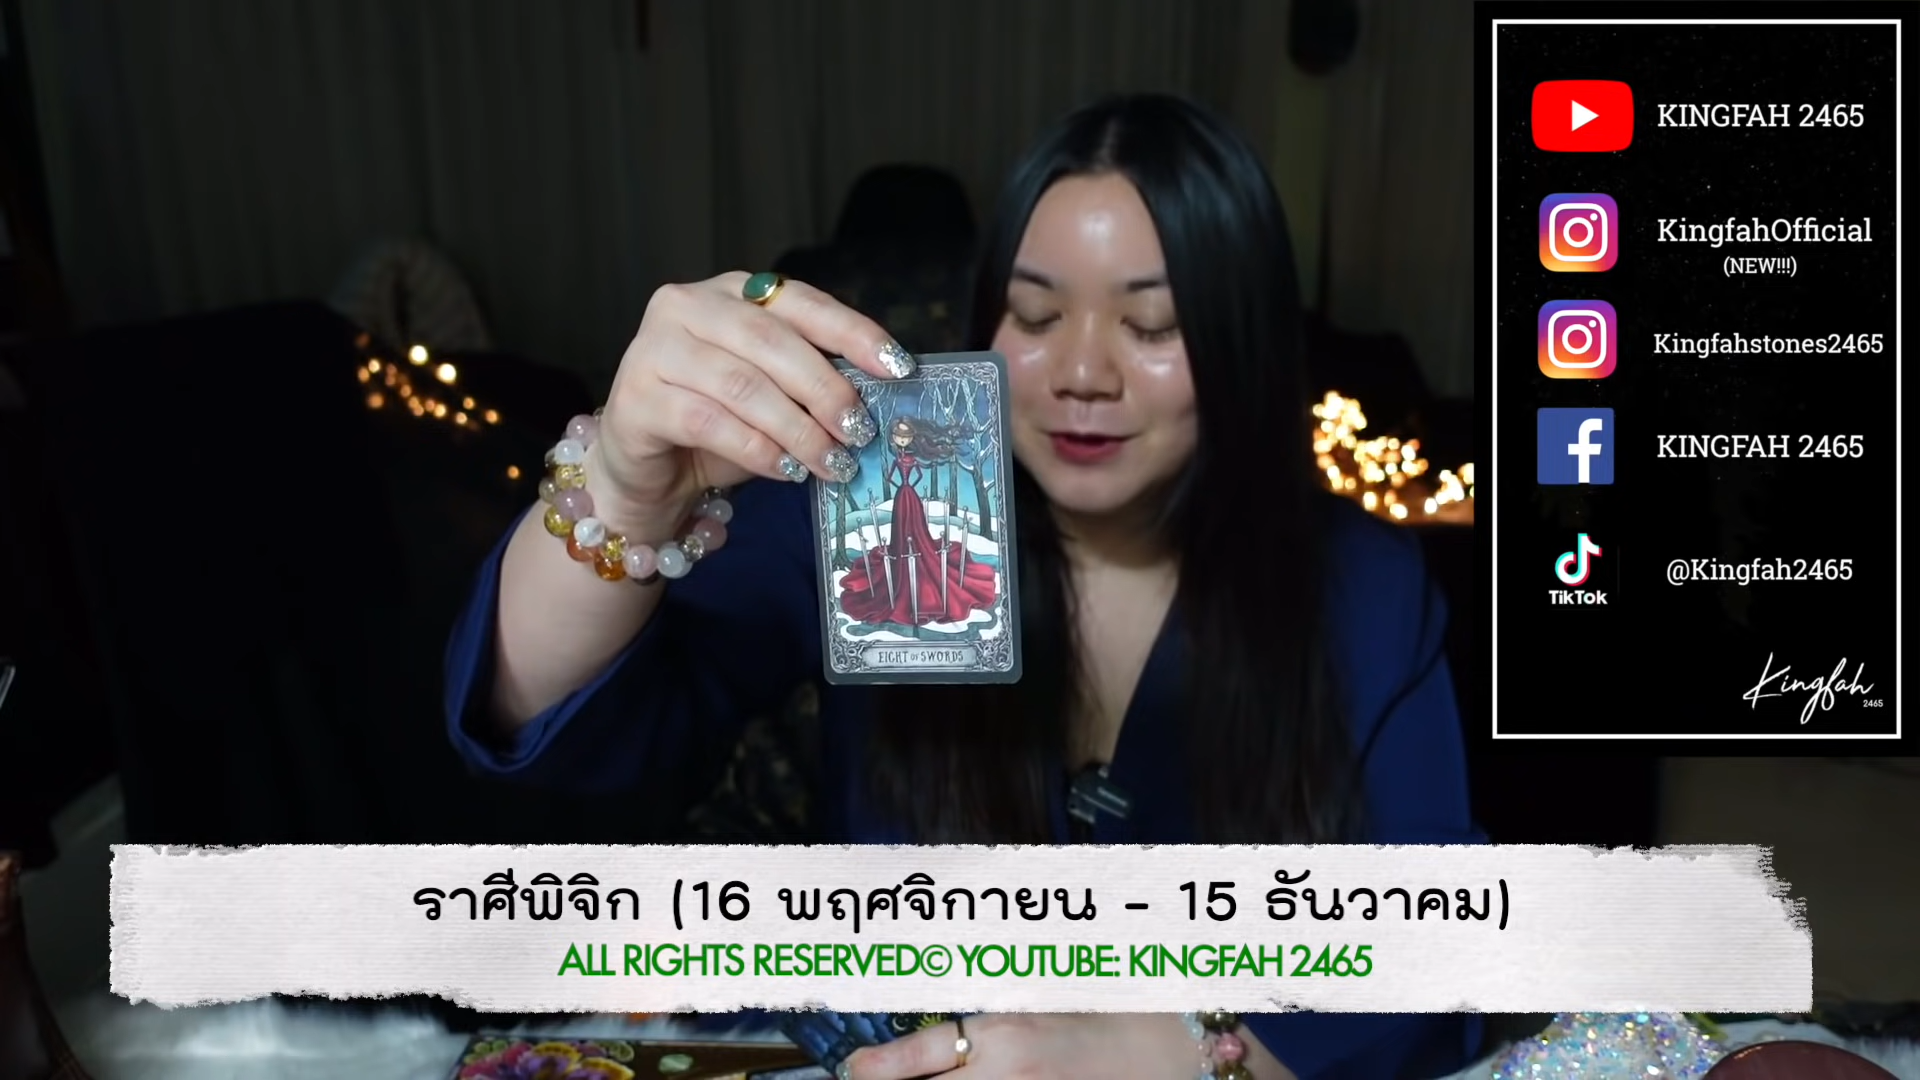 KINGFAH 2465
KingfahOfficial
(NEW!!!)
Kingfahstones2465
KINGFAH 2465
TikTok
@Kingfah2465
Kingfah
2465
EIGHT OF SWORDS
ราศีพิจิก (16 พฤศจิกายน - 15 ธันวาคม)
ALL RIGHTS RESERVED© YOUTUBE: KINGFAH 2465